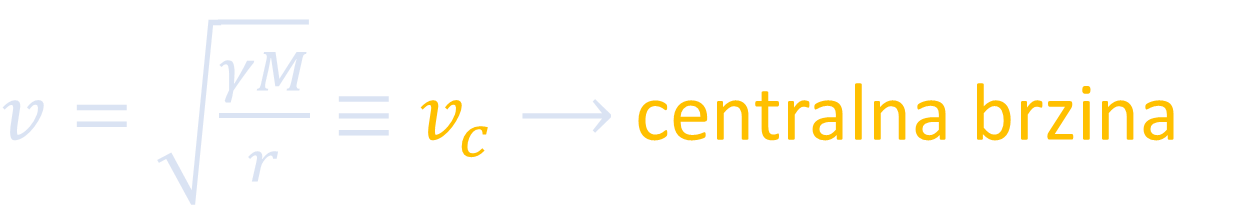 v = √(γM/r) ≡ v_c → centralna brzina